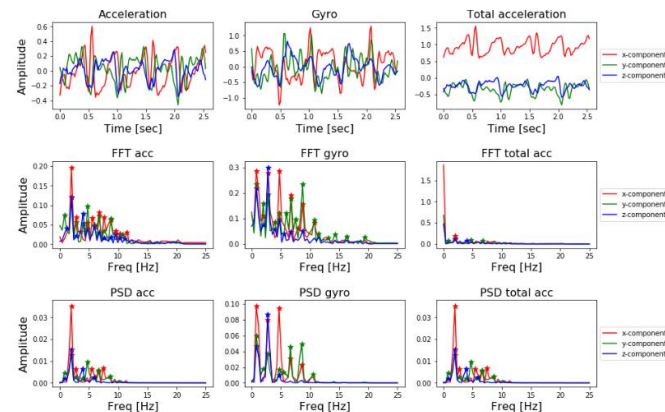 Acceleration
Gyro
Total acceleration
Amplitude
0.6
0.4
0.2
0.0
−0.2
−0.4
0.0 0.5 1.0 1.5 2.0 2.5
Time [sec]
1.0
0.5
0.0
−0.5
−1.0
0.0 0.5 1.0 1.5 2.0 2.5
Time [sec]
1.5
1.0
0.5
0.0
−0.5
0.0 0.5 1.0 1.5 2.0 2.5
Time [sec]
x-component
y-component
z-component
FFT acc
FFT gyro
FFT total acc
Amplitude
0.20
0.15
0.10
0.05
0.00
0 5 10 15 20 25
Freq [Hz]
0.3
0.2
0.1
0.0
0 5 10 15 20 25
Freq [Hz]
1.5
1.0
0.5
0.0
0 5 10 15 20 25
Freq [Hz]
x-component
y-component
z-component
PSD acc
PSD gyro
PSD total acc
Amplitude
0.03
0.02
0.01
0.00
0 5 10 15 20 25
Freq [Hz]
0.10
0.08
0.06
0.04
0.02
0.00
0 5 10 15 20 25
Freq [Hz]
0.03
0.02
0.01
0.00
0 5 10 15 20 25
Freq [Hz]
x-component
y-component
z-component